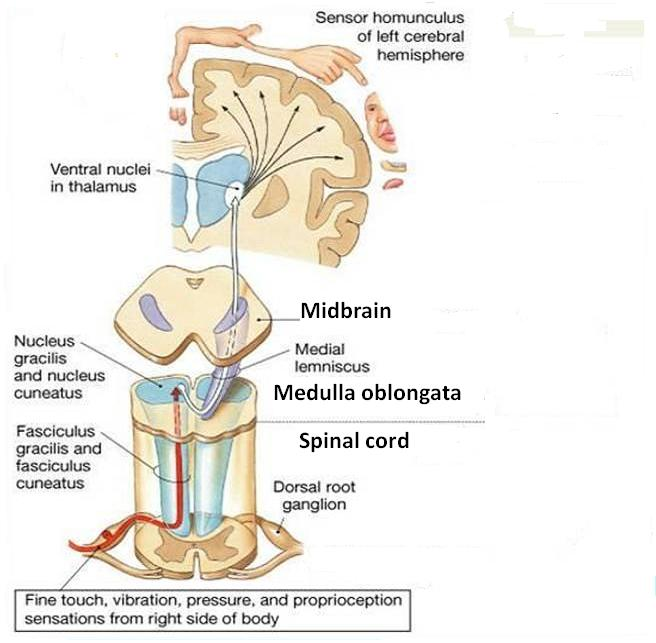 Sensor homunculus
of left cerebral
hemisphere
Ventral nuclei
in thalamus
Midbrain
Nucleus
gracilis
and nucleus
cuneatus
Medial
lemniscus
Medulla oblongata
Spinal cord
Fasciculus
gracilis and
fasciculus
cuneatus
Dorsal root
ganglion
Fine touch, vibration, pressure, and proprioception
sensations from right side of body